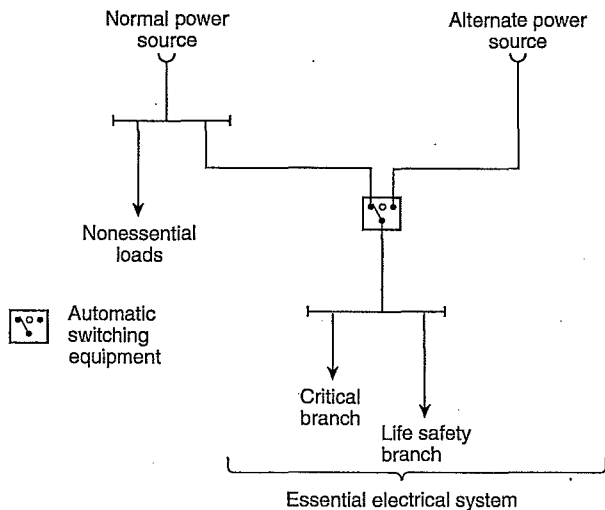 Normal power
source
Alternate power
source
Nonessential
loads
Automatic
switching
equipment
Critical
branch
Life safety
branch
Essential electrical system